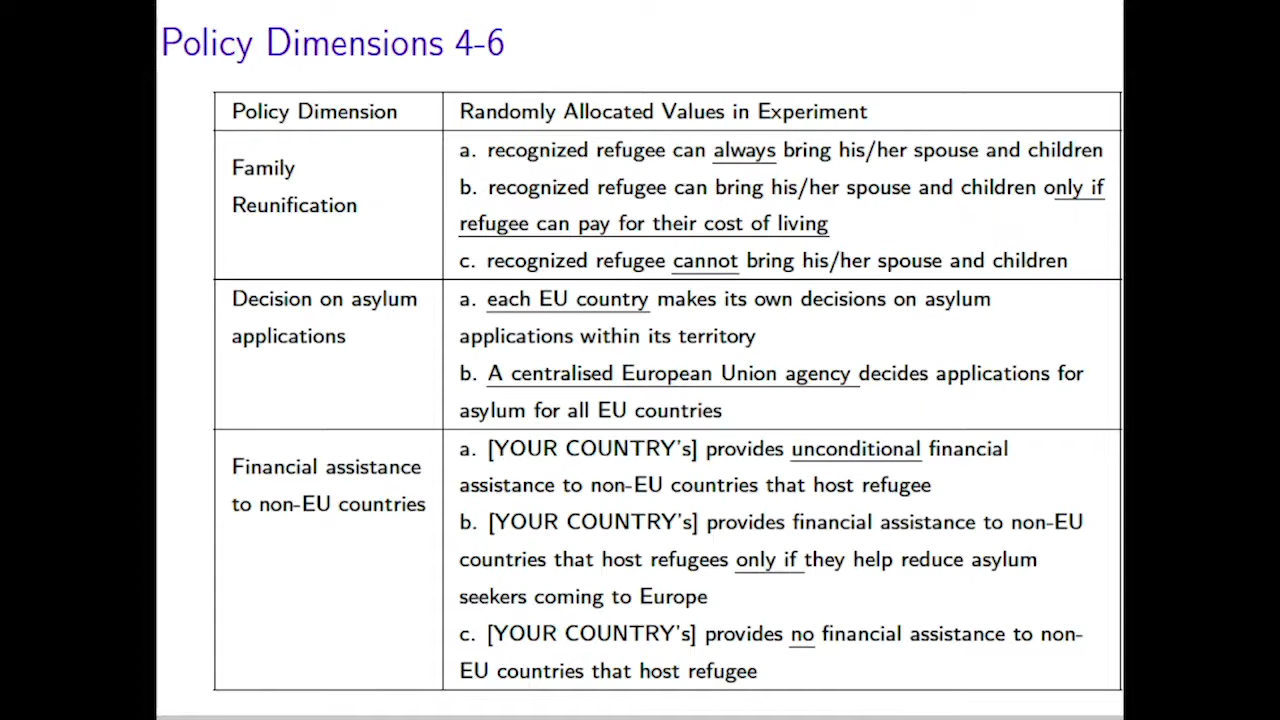 Policy Dimensions 4-6
Policy Dimension
Randomly Allocated Values in Experiment
Family
Reunification
a. recognized refugee can always bring his/her spouse and children
b. recognized refugee can bring his/her spouse and children only if
refugee can pay for their cost of living
c. recognized refugee cannot bring his/her spouse and children
Decision on asylum
applications
a. each EU country makes its own decisions on asylum
applications within its territory
b. A centralised European Union agency decides applications for
asylum for all EU countries
Financial assistance
to non-EU countries
a. [YOUR COUNTRY's] provides unconditional financial
assistance to non-EU countries that host refugee
b. [YOUR COUNTRY's] provides financial assistance to non-EU
countries that host refugees only if they help reduce asylum
seekers coming to Europe
c. [YOUR COUNTRY's] provides no financial assistance to non-
EU countries that host refugee